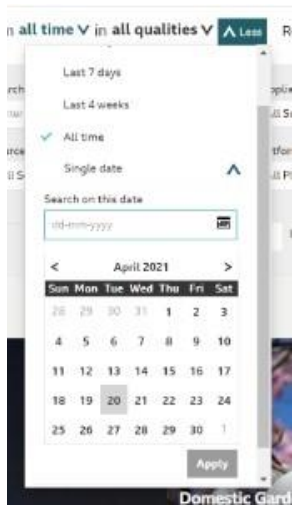 all time in all qualities Less
Last 7 days
Last 4 weeks
All time
Single date
Search on this date
dd-mm-yyyy
< April 2021 >
Sun Mon Tue Wed Thu Fri Sat
28 29 30 31 1 2 3
4 5 6 7 8 9 10
11 12 13 14 15 16 17
18 19 20 21 22 23 24
25 26 27 28 29 30 1
Apply
Domestic Gard